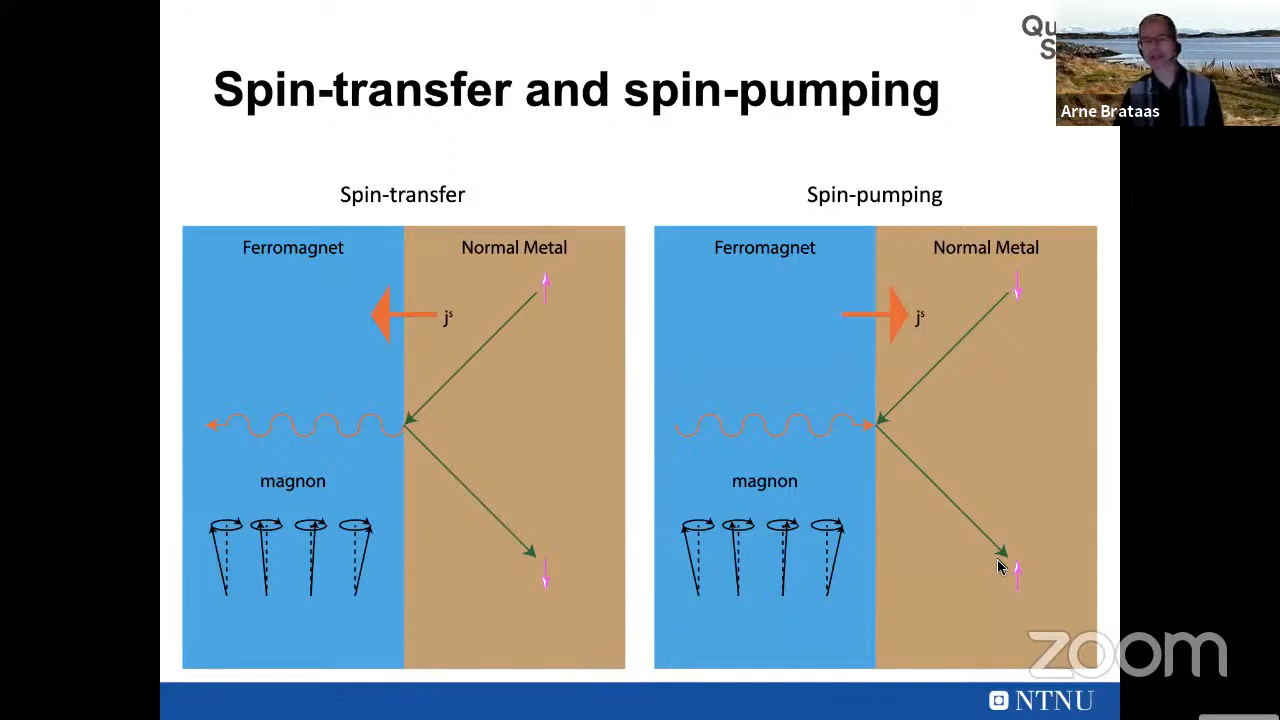 Qu
S
Arne Brataas
Spin-transfer and spin-pumping
Spin-transfer
Spin-pumping
Ferromagnet
Normal Metal
Ferromagnet
Normal Metal
jˢ
jˢ
magnon
magnon
zoom
NTNU